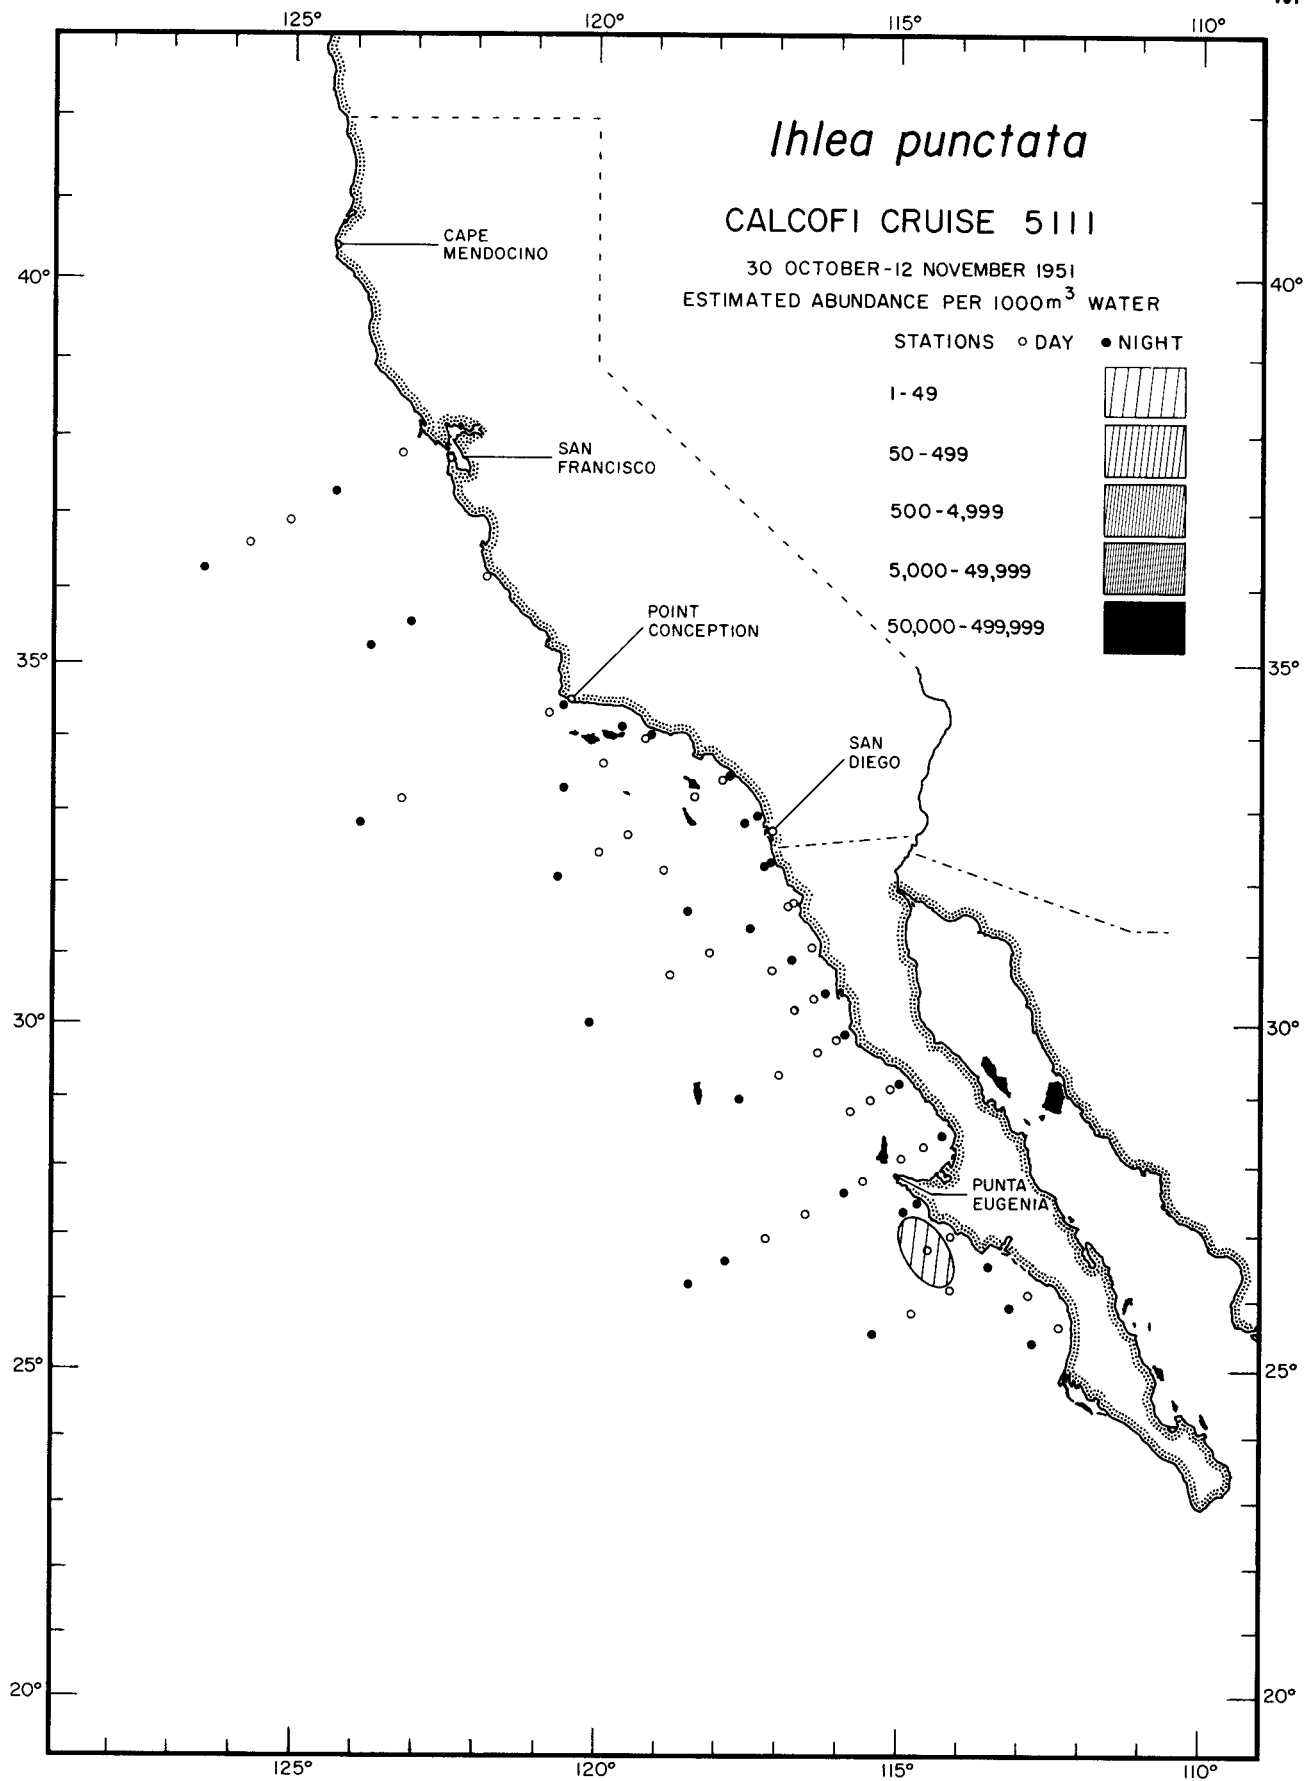 125° 120° 115° 110°
Ihlea punctata
CALCOFI CRUISE 5111
30 OCTOBER-12 NOVEMBER 1951
ESTIMATED ABUNDANCE PER 1000m³ WATER
STATIONS ○ DAY ● NIGHT
1-49
50-499
500-4,999
5,000-49,999
50,000-499,999
CAPE
MENDOCINO
40° 40°
SAN
FRANCISCO
POINT
CONCEPTION
35° 35°
SAN
DIEGO
30° 30°
PUNTA
EUGENIA
25° 25°
20° 20°
125° 120° 115° 110°